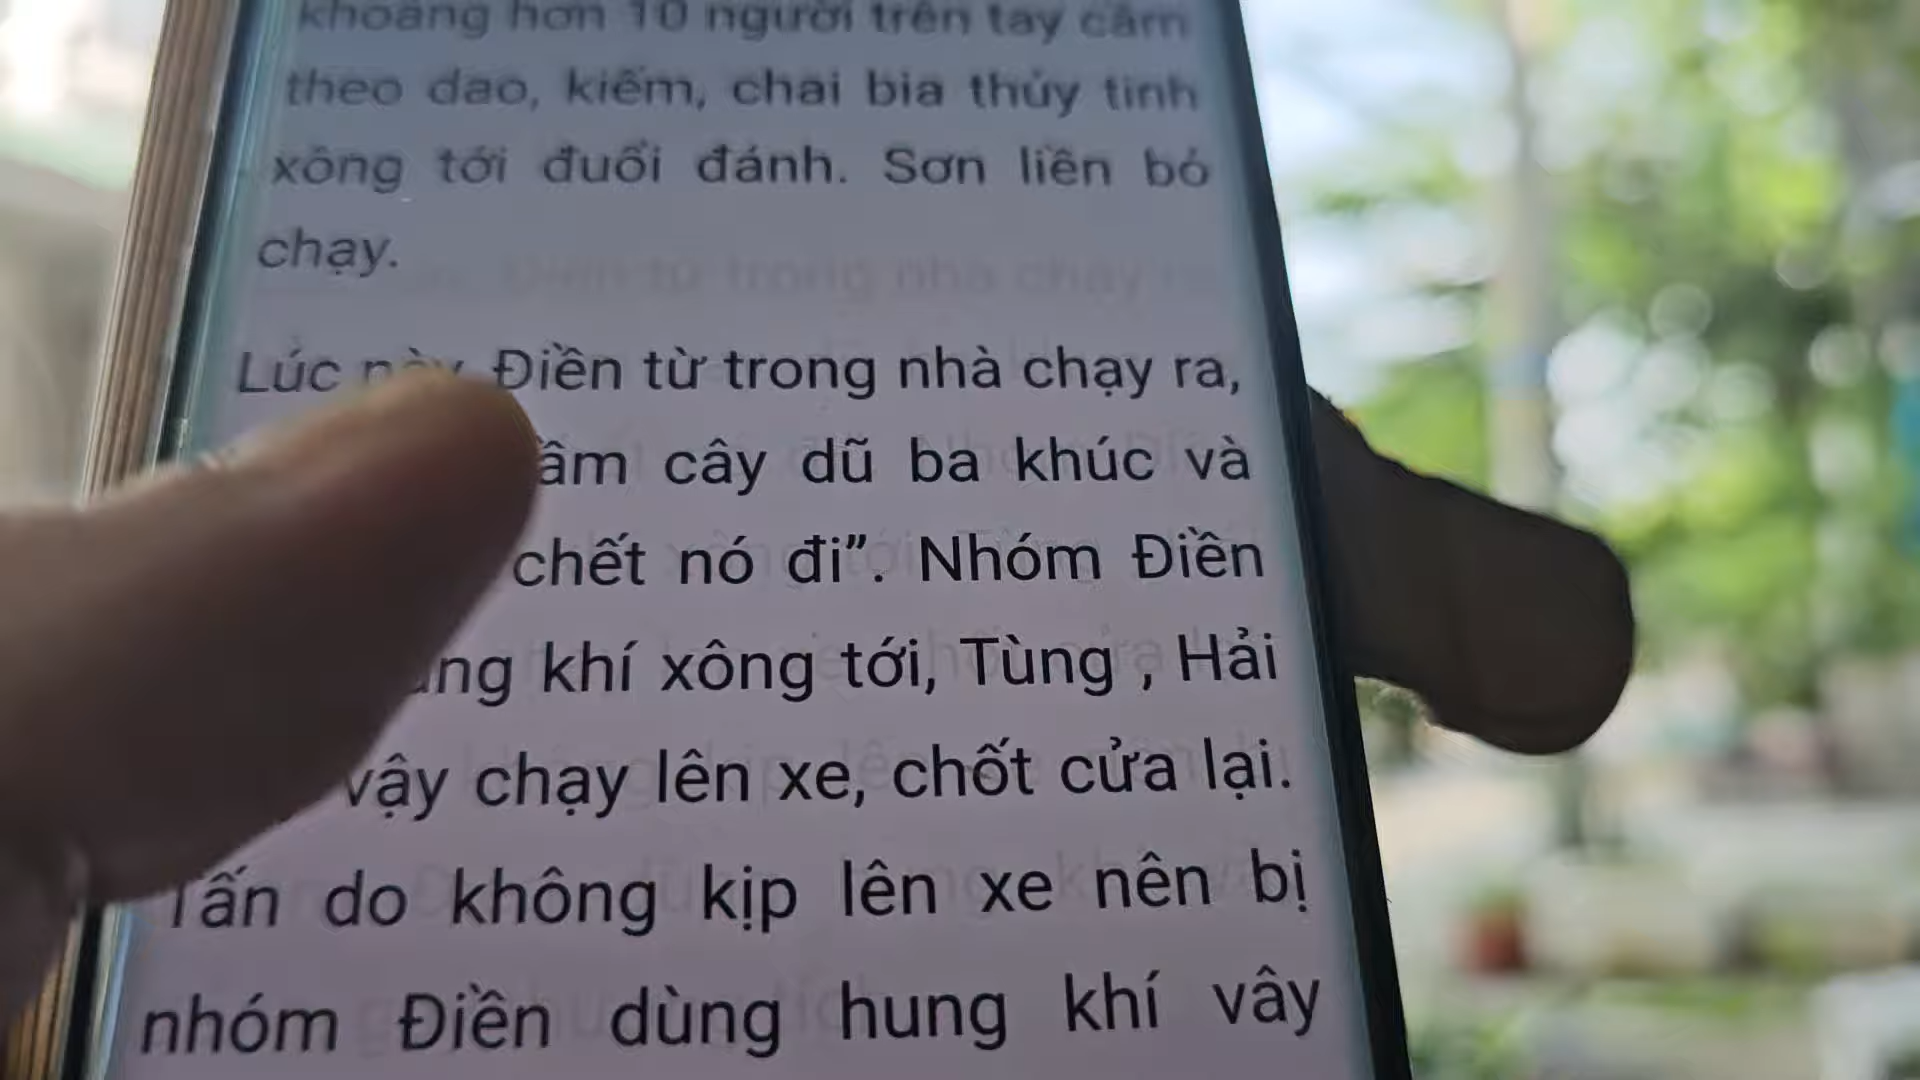 khoảng hơn 10 người trên tay cầm
theo dao, kiếm, chai bia thủy tinh
xông tới đuổi đánh. Sơn liền bỏ
chạy.
Lúc này Điền từ trong nhà chạy ra,
cây dũ ba khúc và
chết nó đi”. Nhóm Điền
khí xông tới, Tùng , Hải
vậy chạy lên xe, chốt cửa lại.
Tấn do không kịp lên xe nên bị
nhóm Điền dùng hung khí vây